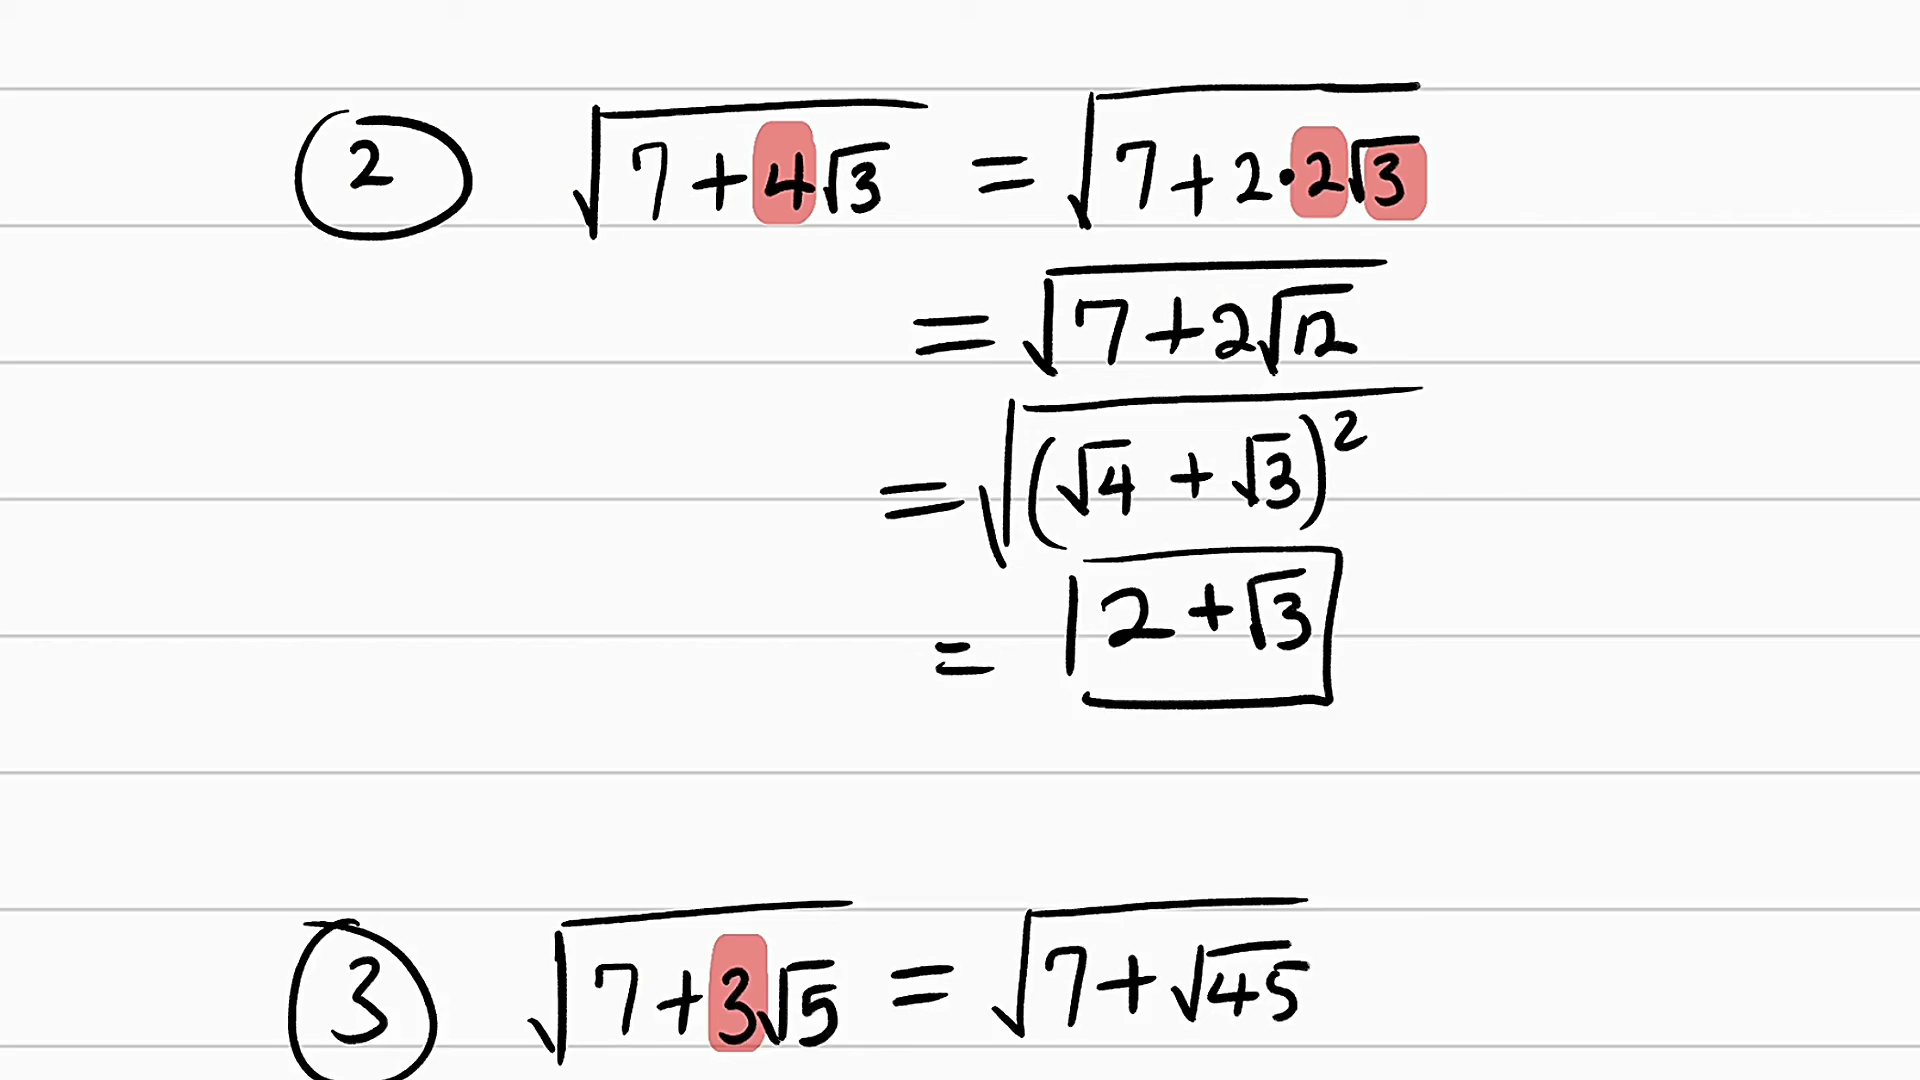 ② √(7+4√3) = √(7+2·2√3)
= √(7+2√12)
= √((√4 + √3)²)
= 2+√3
③ √(7+3√5) = √(7+√45)